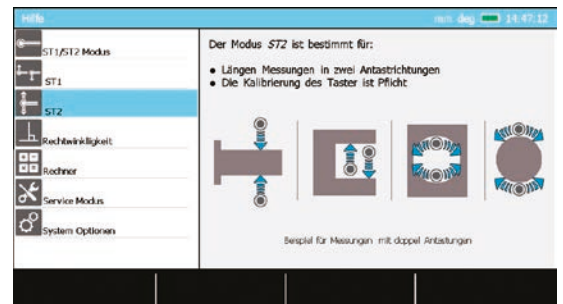 Hilfe
mm deg 14:47:12
ST1/ST2 Modus
ST1
ST2
Rechtwinkligkeit
Rechner
Service Modus
System Optionen
Der Modus ST2 ist bestimmt für:
• Längen Messungen in zwei Antastrichtungen
• Die Kalibrierung des Taster ist Pflicht
Beispiel für Messungen mit doppel Antastungen